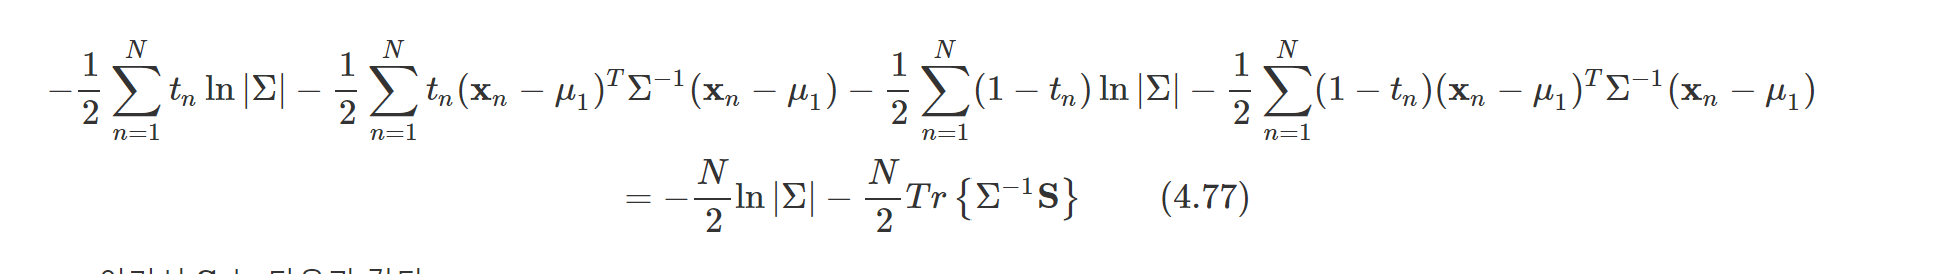 -\frac{1}{2} \sum_{n=1}^{N} t_n \ln |\Sigma| - \frac{1}{2} \sum_{n=1}^{N} t_n (\mathbf{x}_n - \mu_1)^T \Sigma^{-1} (\mathbf{x}_n - \mu_1) - \frac{1}{2} \sum_{n=1}^{N} (1 - t_n) \ln |\Sigma| - \frac{1}{2} \sum_{n=1}^{N} (1 - t_n)(\mathbf{x}_n - \mu_1)^T \Sigma^{-1} (\mathbf{x}_n - \mu_1)
= -\frac{N}{2} \ln |\Sigma| - \frac{N}{2} Tr \{ \Sigma^{-1} \mathbf{S} \} (4.77)